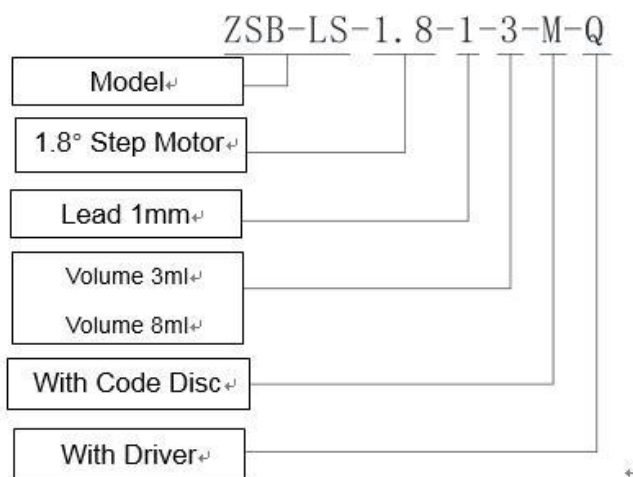 ZSB-LS-1.8-1-3-M-Q
Model
1.8° Step Motor
Lead 1mm
Volume 3ml
Volume 8ml
With Code Disc
With Driver